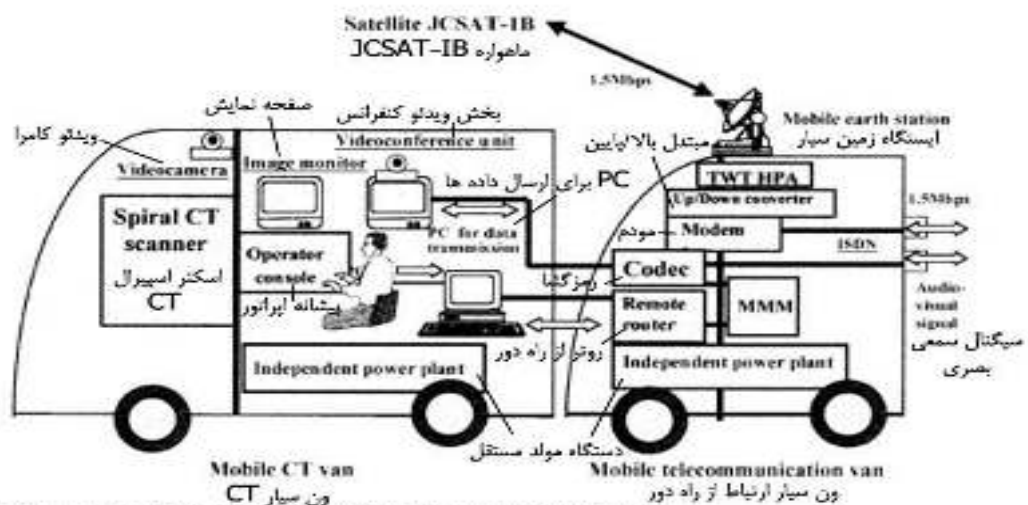 Satellite JCSAT-IB
ماهواره JCSAT-IB
1.5Mbps
صفحه نمایش
بخش ویدئو کنفرانس
Mobile earth station
ایستگاه زمین سیار
ویدئو کامرا
Videocamera
Image monitor
Videoconference unit
مبتدل بالا/پایین
TWT HPA
PC برای ارسال داده ها
Up/Down converter
1.5Mbps
Spiral CT
scanner
اسکنر اسپیرال
CT
PC for data
transmission
مودم
Modem
ISDN
Operator
console
پیشانه اپراتور
Codec
رمزگشا
Remote
router
MMM
Audio-
visual
signal
سیگنال سمعی
بصری
روتر از راه دور
Independent power plant
Independent power plant
دستگاه مولد مستقل
Mobile CT van
ون سیار CT
Mobile telecommunication van
ون سیار ارتباط از راه دور